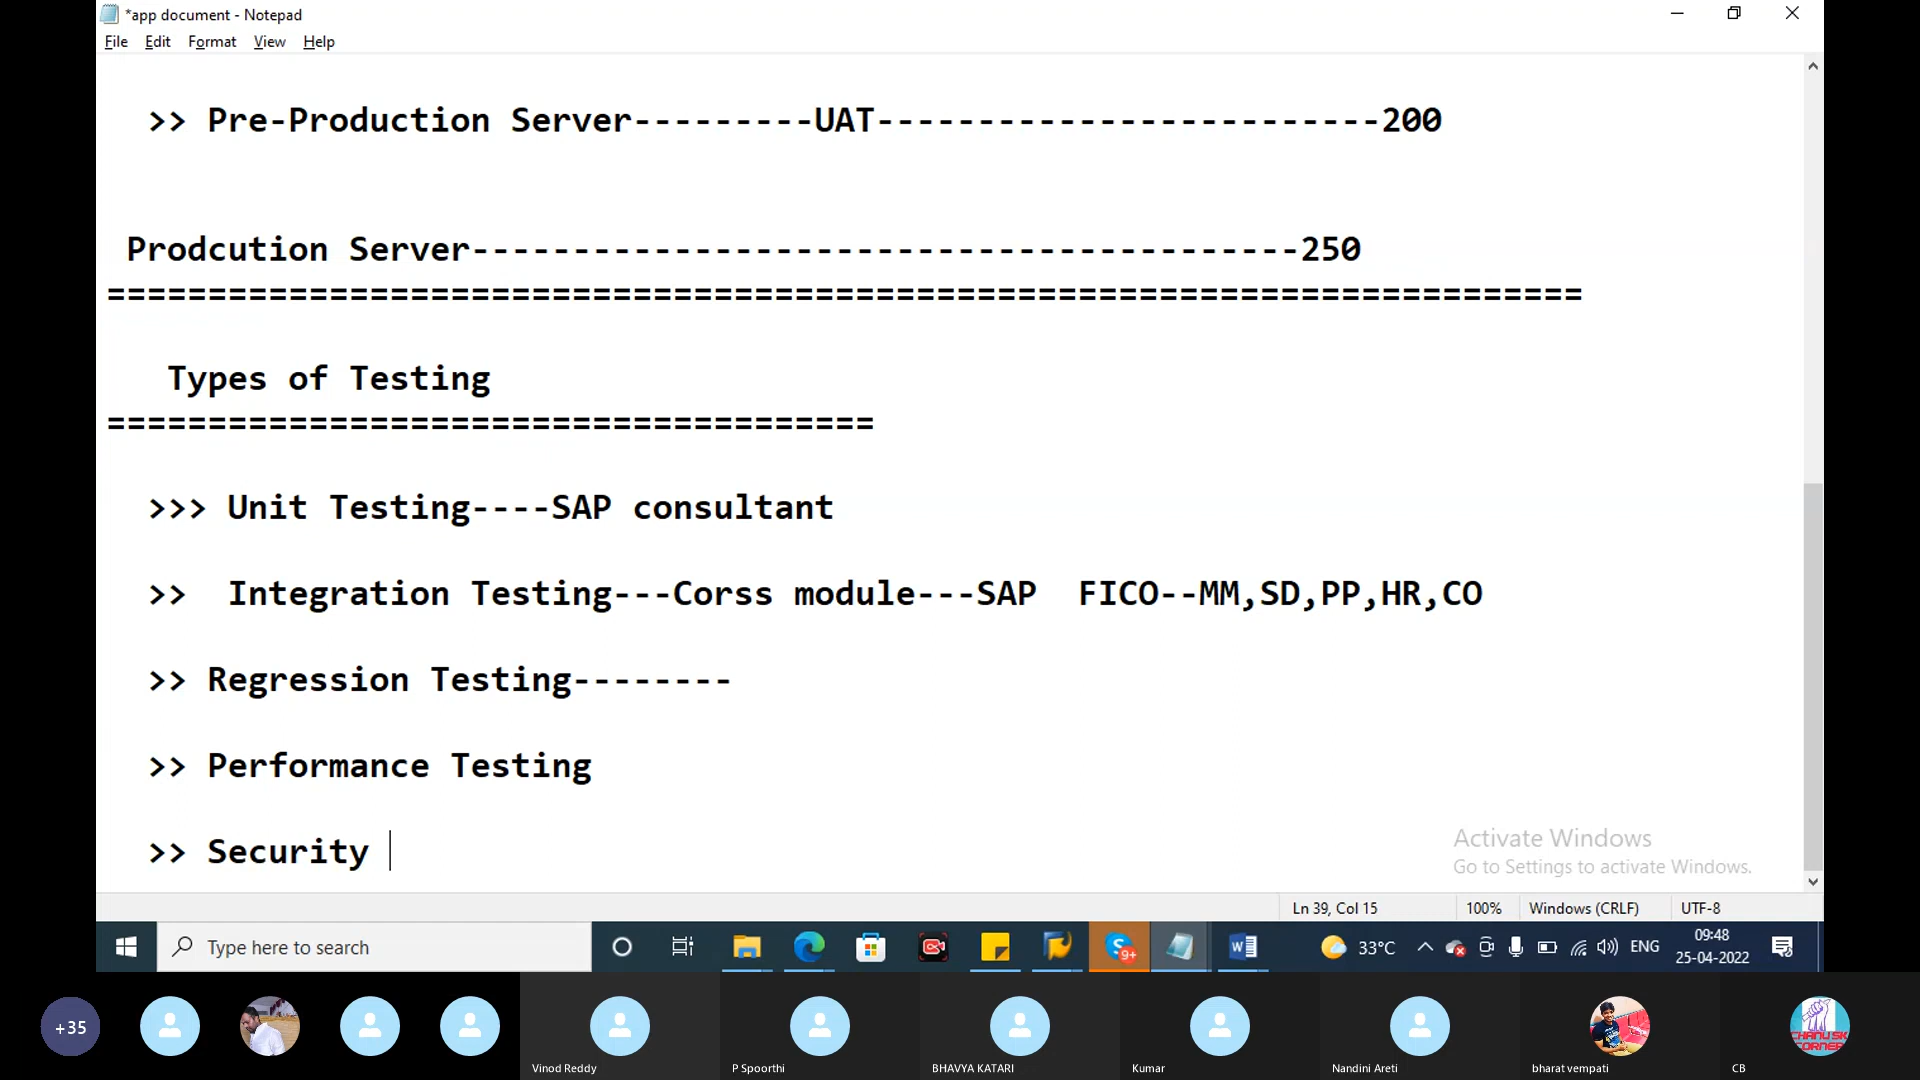 *app document - Notepad
File Edit Format View Help
>> Pre-Production Server---------UAT-------------------------200
Prodcution Server-----------------------------------------250
=========================================================================
Types of Testing
======================================
>>> Unit Testing----SAP consultant
>> Integration Testing---Corss module---SAP FICO--MM,SD,PP,HR,CO
>> Regression Testing--------
>> Performance Testing
>> Security
Activate Windows
Go to Settings to activate Windows.
Ln 39, Col 15 100% Windows (CRLF) UTF-8
Type here to search 9+ 33°C ENG 09:48
25-04-2022
+35
Vinod Reddy P Spoorthi BHAVYA KATARI Kumar Nandini Areti bharat vempati CB